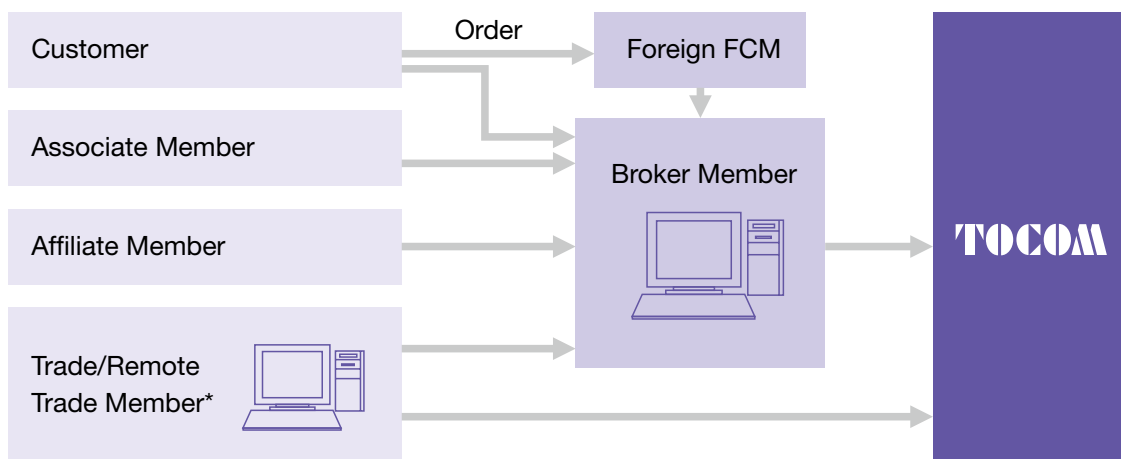 Customer
Order
Foreign FCM
Associate Member
Broker Member
Affiliate Member
TOCOM
Trade/Remote
Trade Member*